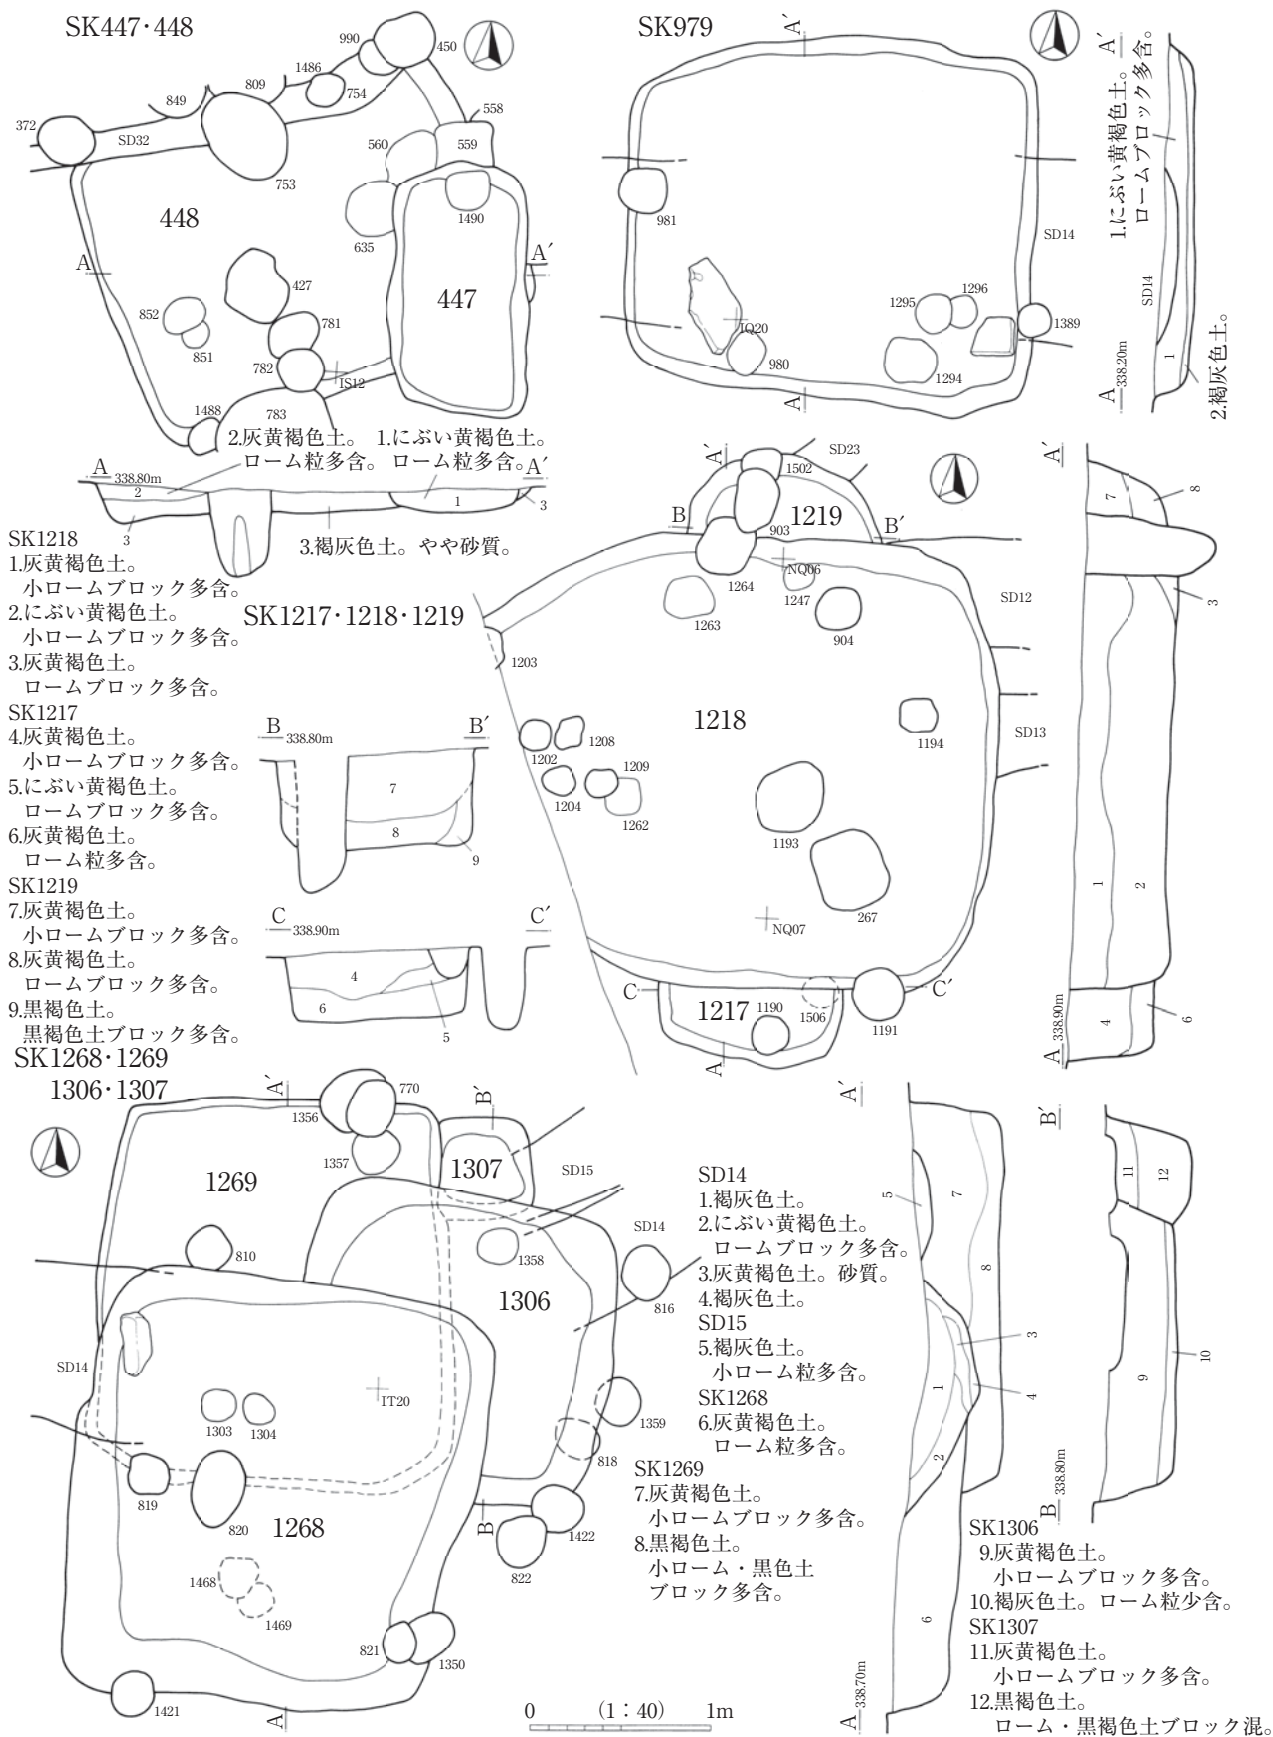 SK447・448
990
450
1486
809
754
849
372
SD32
558
560
559
753
448
1490
635
A
A′
427
447
852
781
851
782
IS12
1488
783
2.灰黄褐色土。
ローム粒多含。
1.にぶい黄褐色土。
ローム粒多含。
A
338.80m
A′
2
1
3
3
3.褐灰色土。やや砂質。
SK979
A′
981
SD14
1295
1296
IQ20
1389
980
1294
A
A′
1.にぶい黄褐色土。
ロームブロック多含。
SD14
1
A
338.20m
2.褐灰色土。
SK1218
1.灰黄褐色土。
小ロームブロック多含。
2.にぶい黄褐色土。
小ロームブロック多含。
3.灰黄褐色土。
ロームブロック多含。
SK1217
4.灰黄褐色土。
小ロームブロック多含。
5.にぶい黄褐色土。
ロームブロック多含。
6.灰黄褐色土。
ローム粒多含。
SK1219
7.灰黄褐色土。
小ロームブロック多含。
8.灰黄褐色土。
ロームブロック多含。
9.黒褐色土。
黒褐色土ブロック多含。
SK1217・1218・1219
B
338.80m
B′
7
8
9
C
338.90m
C′
4
6
5
A′
SD23
1502
B
1219
B′
903
1264
NQ06
1247
1263
904
SD12
1203
1218
1194
SD13
1202
1208
1204
1209
1262
1193
267
NQ07
C
1217
1190
1506
1191
C′
A
A′
7
8
3
1
2
4
6
A
338.90m
SK1268・1269
1306・1307
A′
770
1356
1357
B′
1307
SD15
1269
810
1358
SD14
816
1306
SD14
IT20
1303
1304
1359
818
819
820
1268
B
1422
822
1468
1469
821
1350
1421
A
0
(1：40)
1m
SD14
1.褐灰色土。
2.にぶい黄褐色土。
ロームブロック多含。
3.灰黄褐色土。砂質。
4.褐灰色土。
SD15
5.褐灰色土。
小ローム粒多含。
SK1268
6.灰黄褐色土。
ローム粒多含。
SK1269
7.灰黄褐色土。
小ロームブロック多含。
8.黒褐色土。
小ローム・黒色土
ブロック多含。
A′
5
7
8
3
1
4
2
6
A
338.70m
B′
11
12
10
9
B
338.80m
SK1306
9.灰黄褐色土。
小ロームブロック多含。
10.褐灰色土。ローム粒少含。
SK1307
11.灰黄褐色土。
小ロームブロック多含。
12.黒褐色土。
ローム・黒褐色土ブロック混。